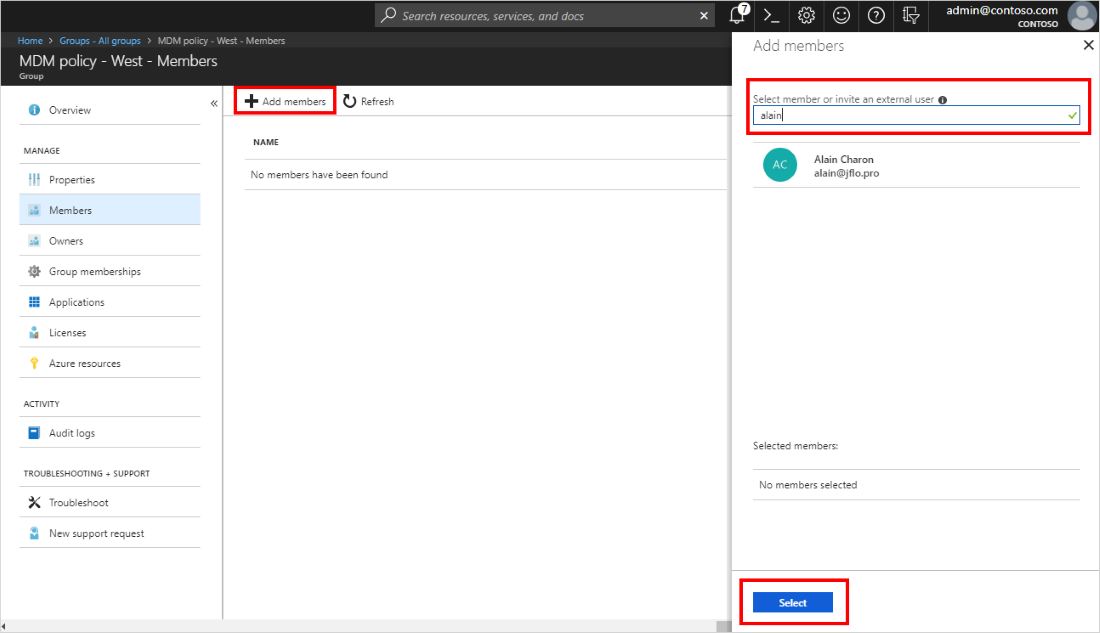 Search resources, services, and docs
7
admin@contoso.com
CONTOSO
Home > Groups - All groups > MDM policy - West - Members
MDM policy - West - Members
Group
Overview
MANAGE
Properties
Members
Owners
Group memberships
Applications
Licenses
Azure resources
ACTIVITY
Audit logs
TROUBLESHOOTING + SUPPORT
Troubleshoot
New support request
Add members
Refresh
NAME
No members have been found
Add members
Select member or invite an external user
alain
AC
Alain Charon
alain@jflo.pro
Selected members:
No members selected
Select